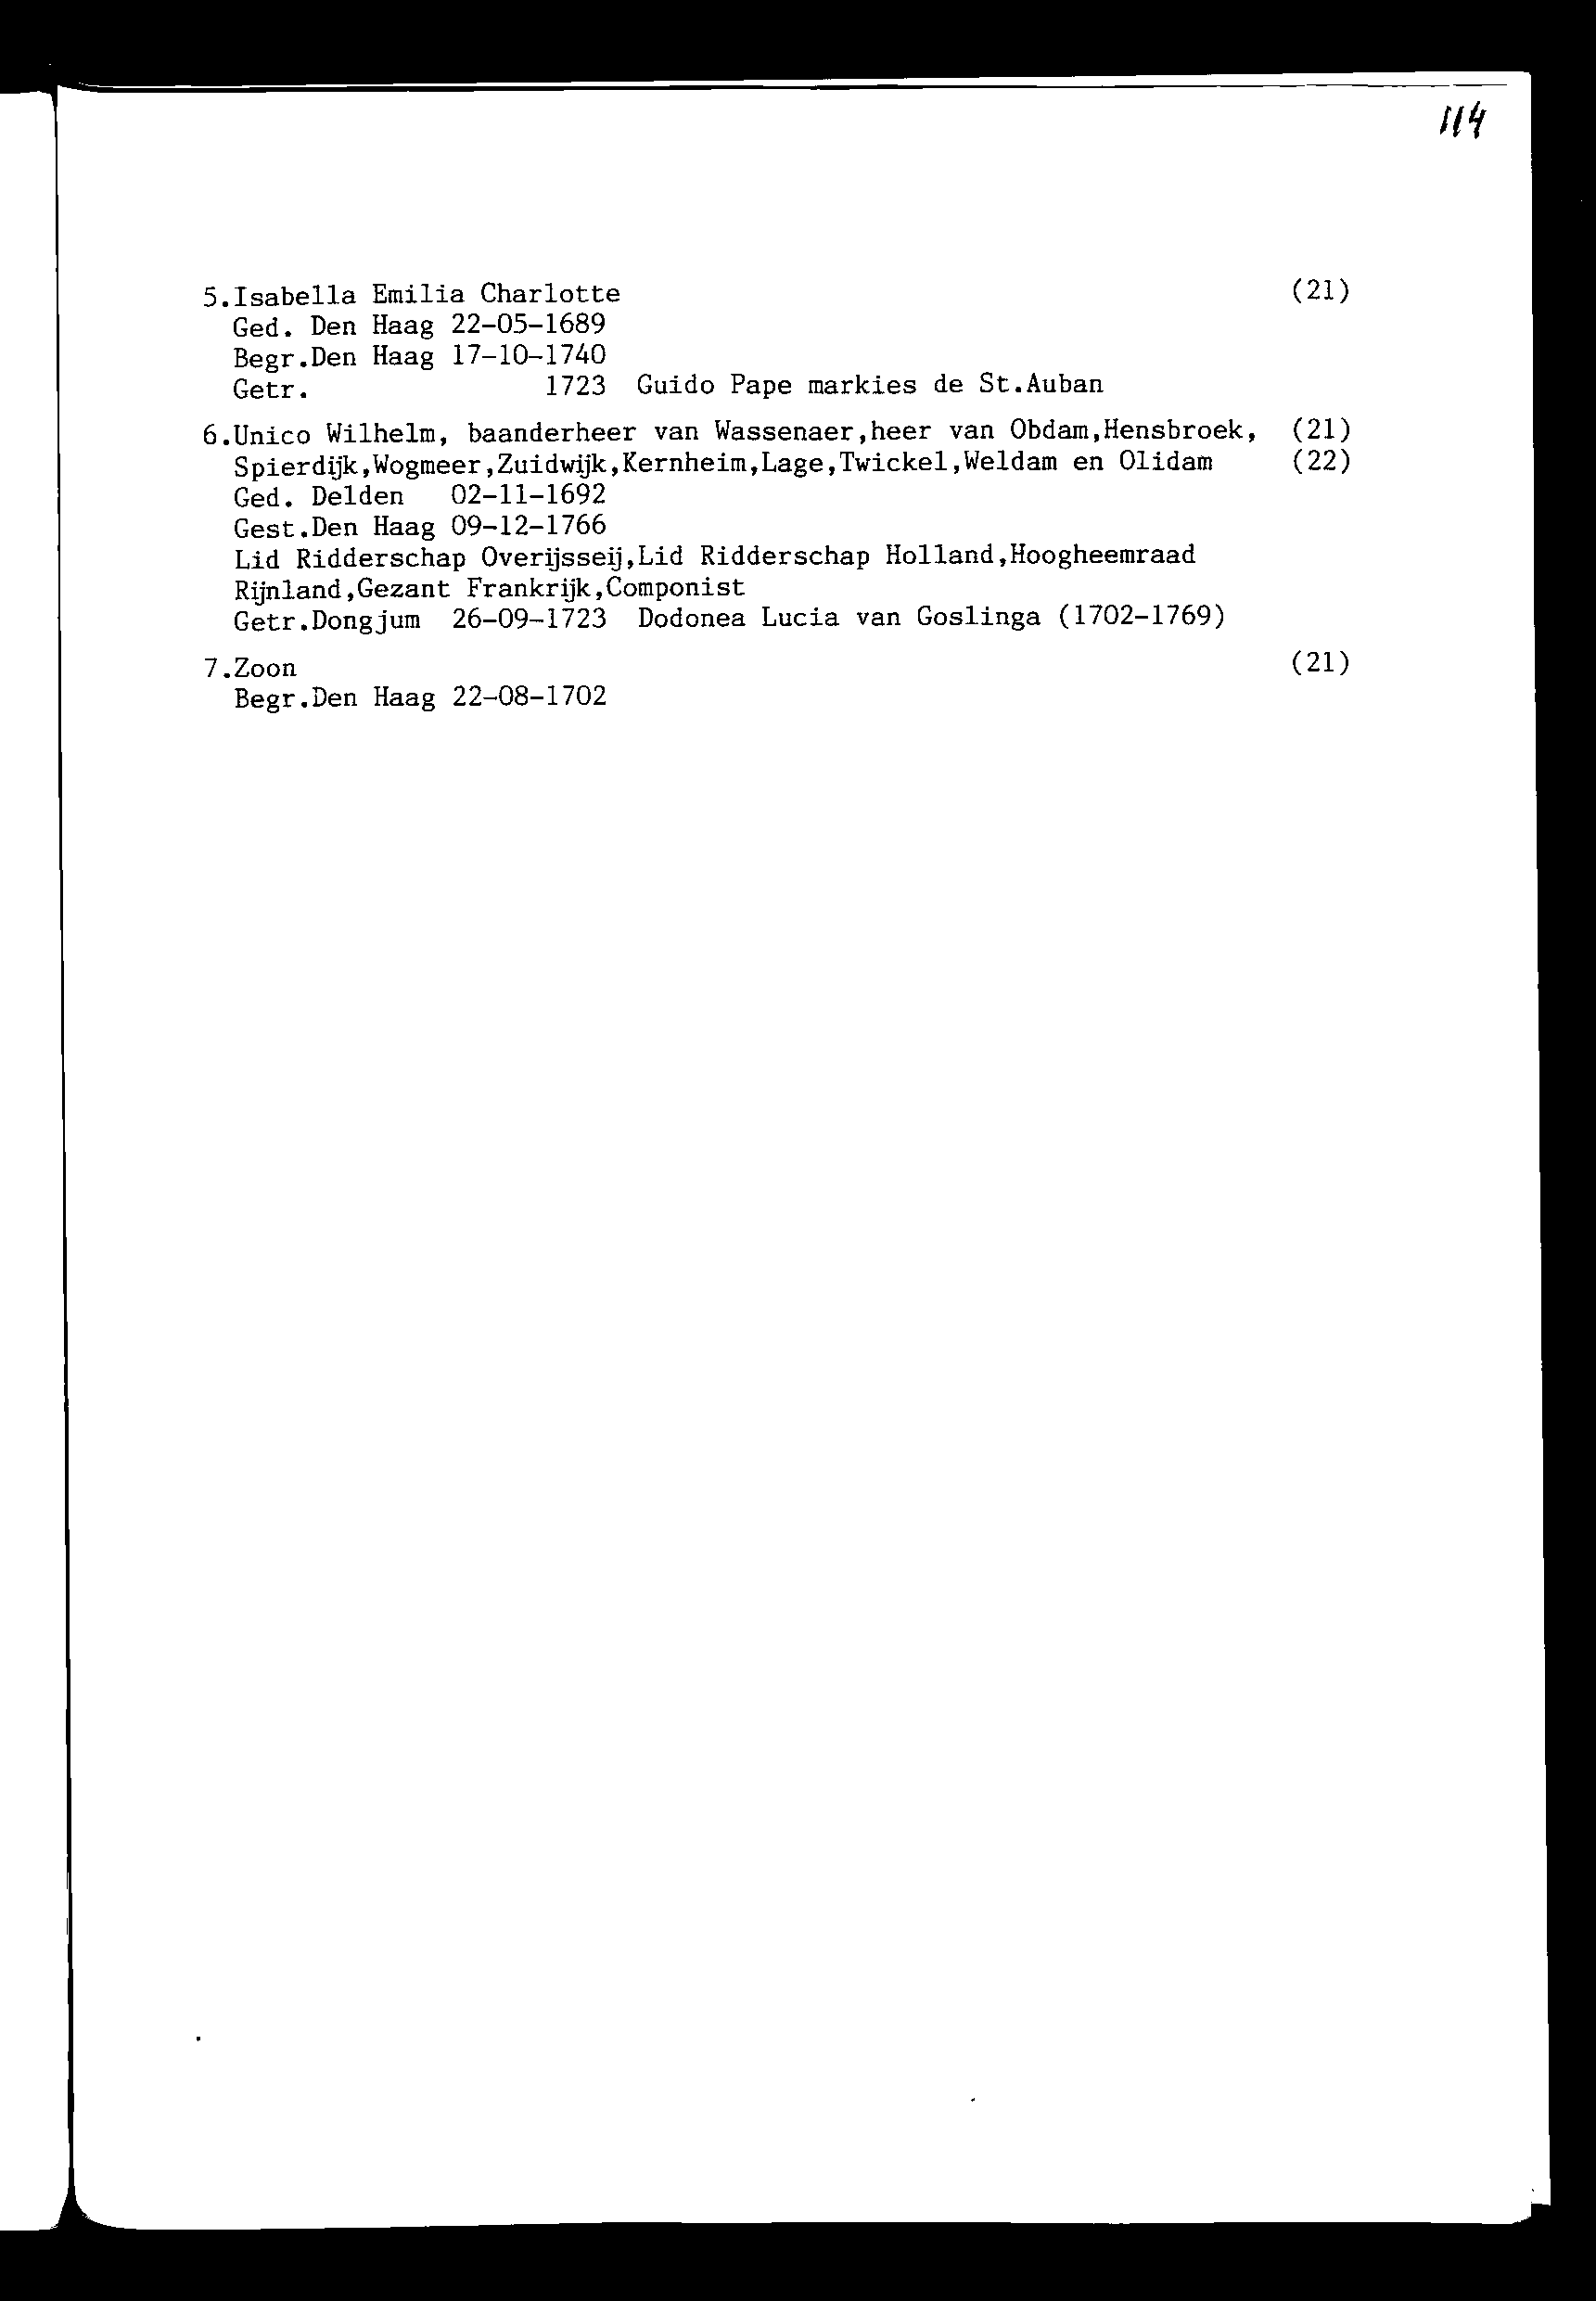 114
5.Isabella Emilia Charlotte (21)
Ged. Den Haag 22-05-1689
Begr.Den Haag 17-10-1740
Getr. 1723 Guido Pape markies de St.Auban
6.Unico Wilhelm, baanderheer van Wassenaer,heer van Obdam,Hensbroek, (21)
Spierdijk,Wogmeer,Zuidwijk,Kernheim,Lage,Twickel,Weldam en Olidam (22)
Ged. Delden 02-11-1692
Gest.Den Haag 09-12-1766
Lid Ridderschap Overijsseij,Lid Ridderschap Holland,Hoogheemraad
Rijnland,Gezant Frankrijk,Componist
Getr.Dongjum 26-09-1723 Dodonea Lucia van Goslinga (1702-1769)
7.Zoon (21)
Begr.Den Haag 22-08-1702